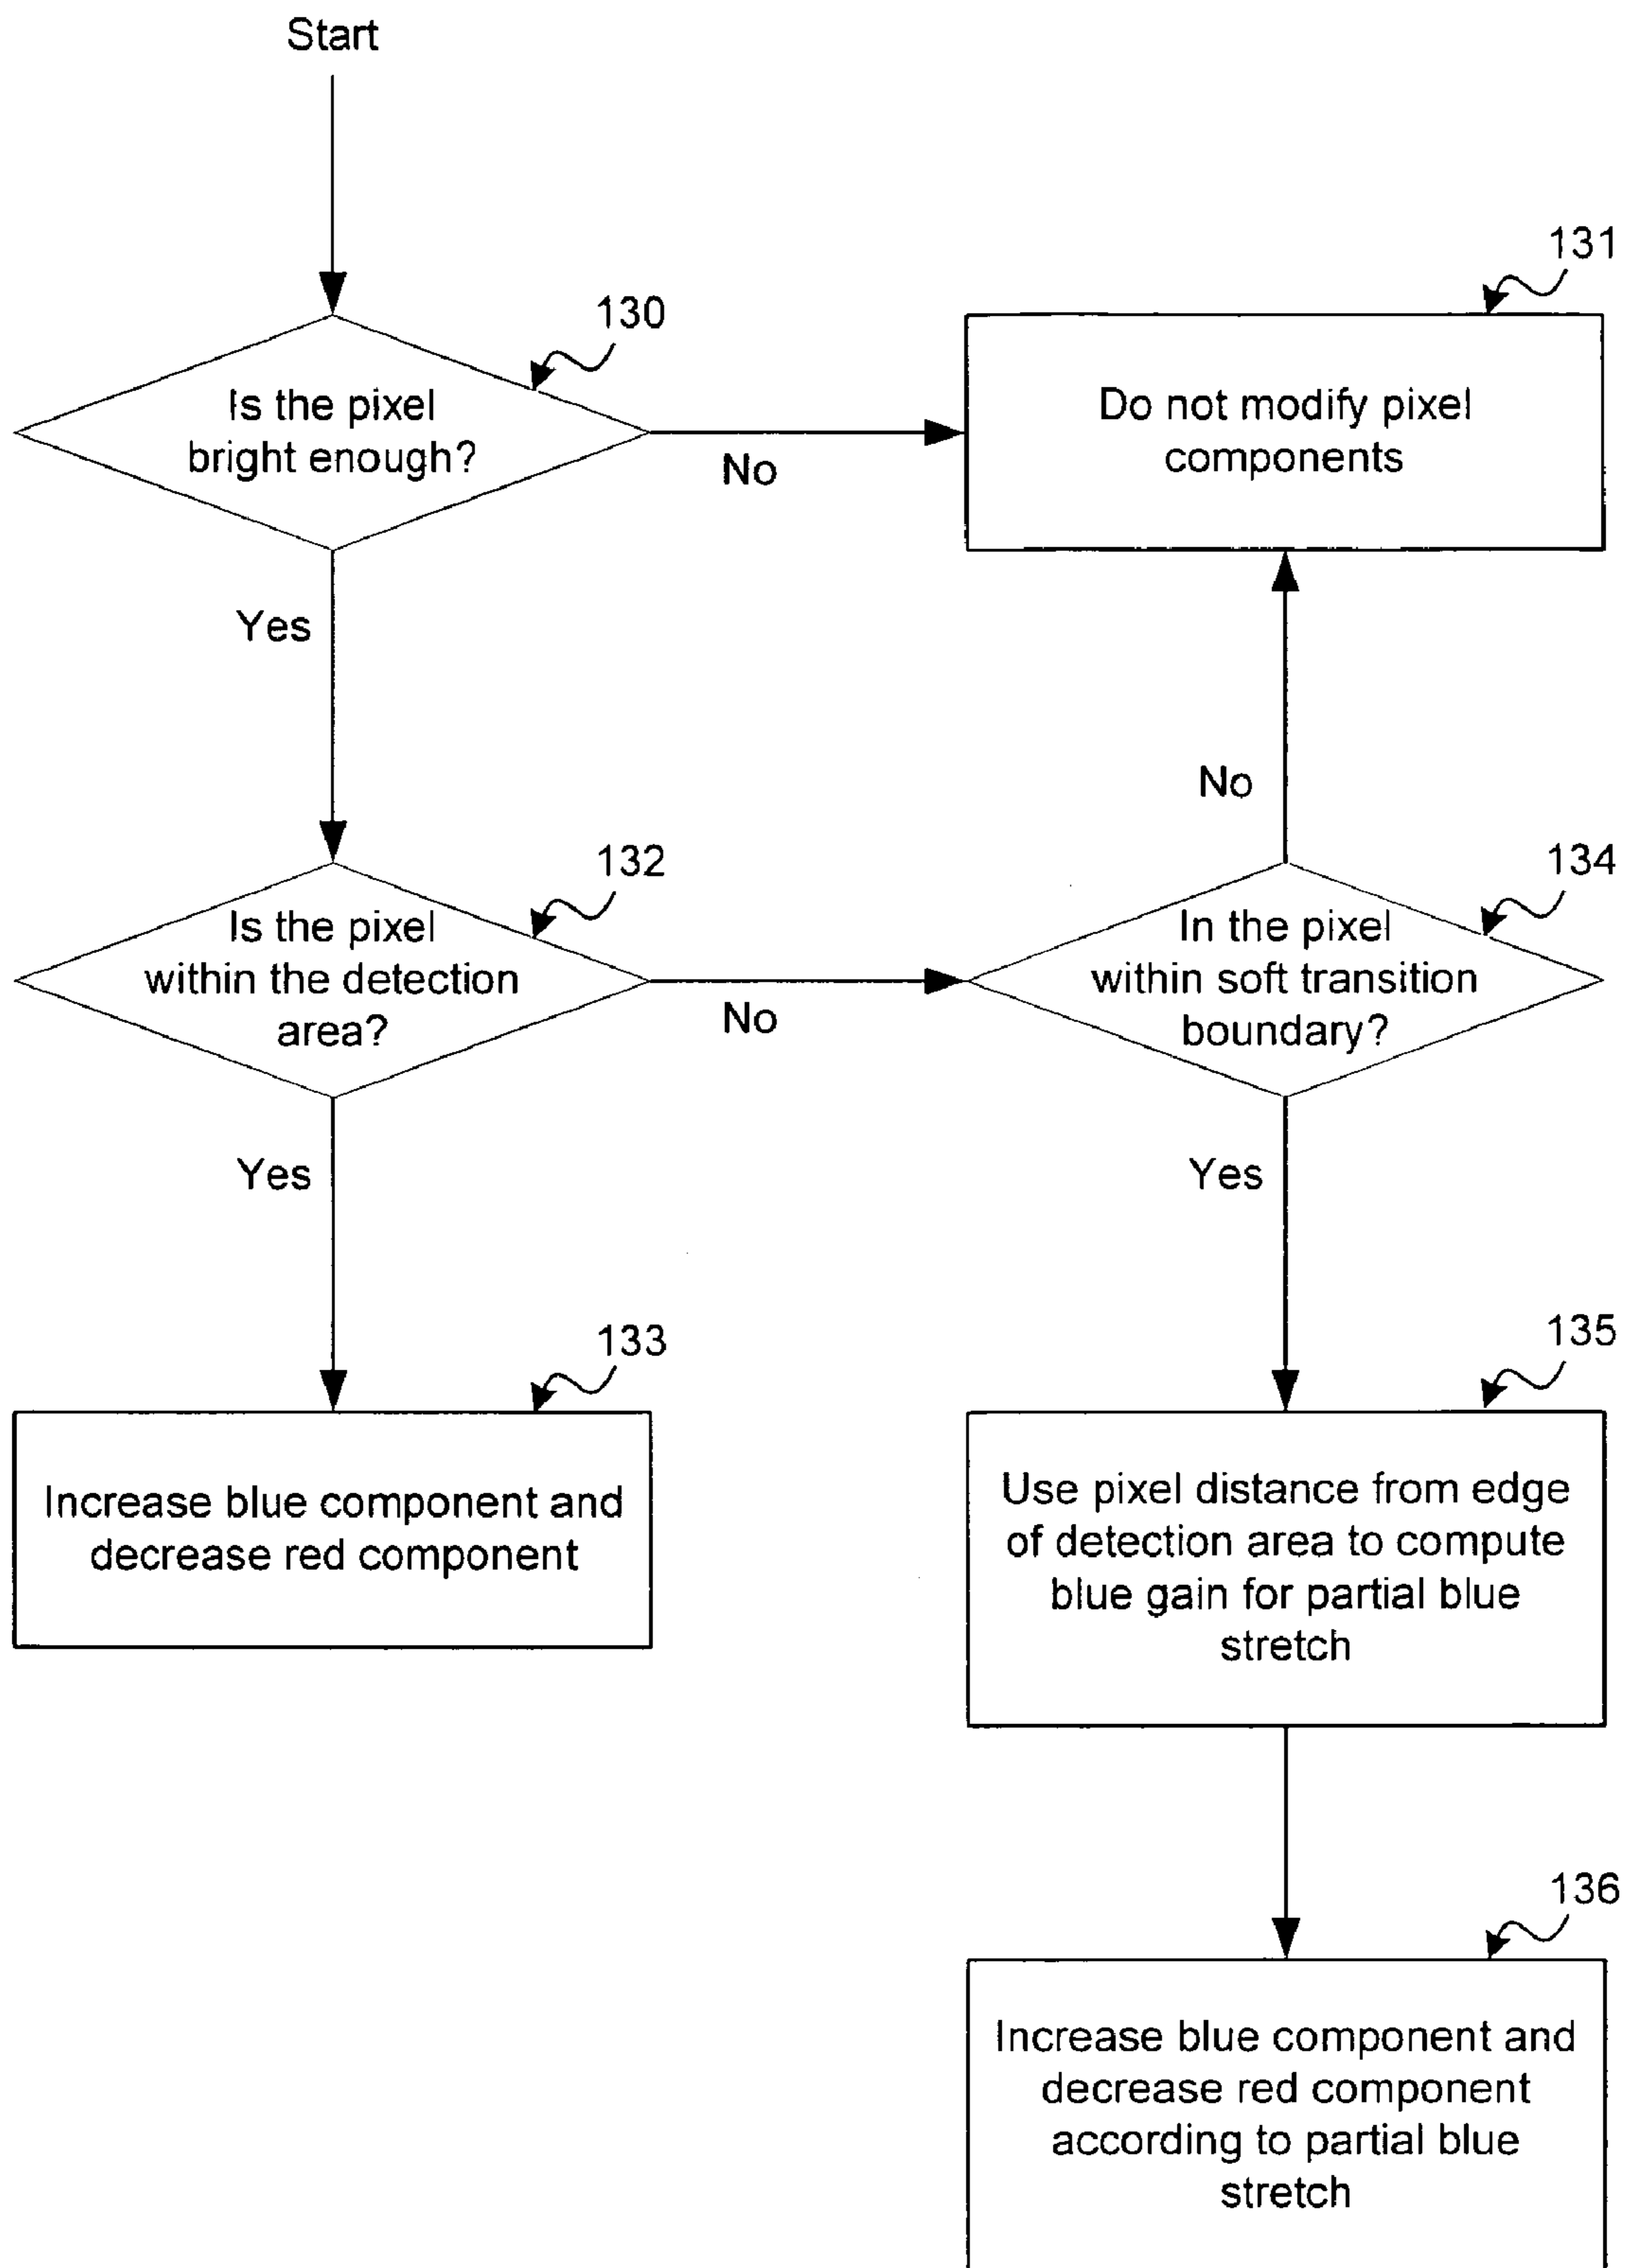 Start
131
130
Is the pixel
bright enough?
Do not modify pixel
components
No
Yes
No
132
134
Is the pixel
within the detection
area?
In the pixel
within soft transition
boundary?
No
Yes
Yes
133
135
Increase blue component and
decrease red component
Use pixel distance from edge
of detection area to compute
blue gain for partial blue
stretch
136
Increase blue component and
decrease red component
according to partial blue
stretch